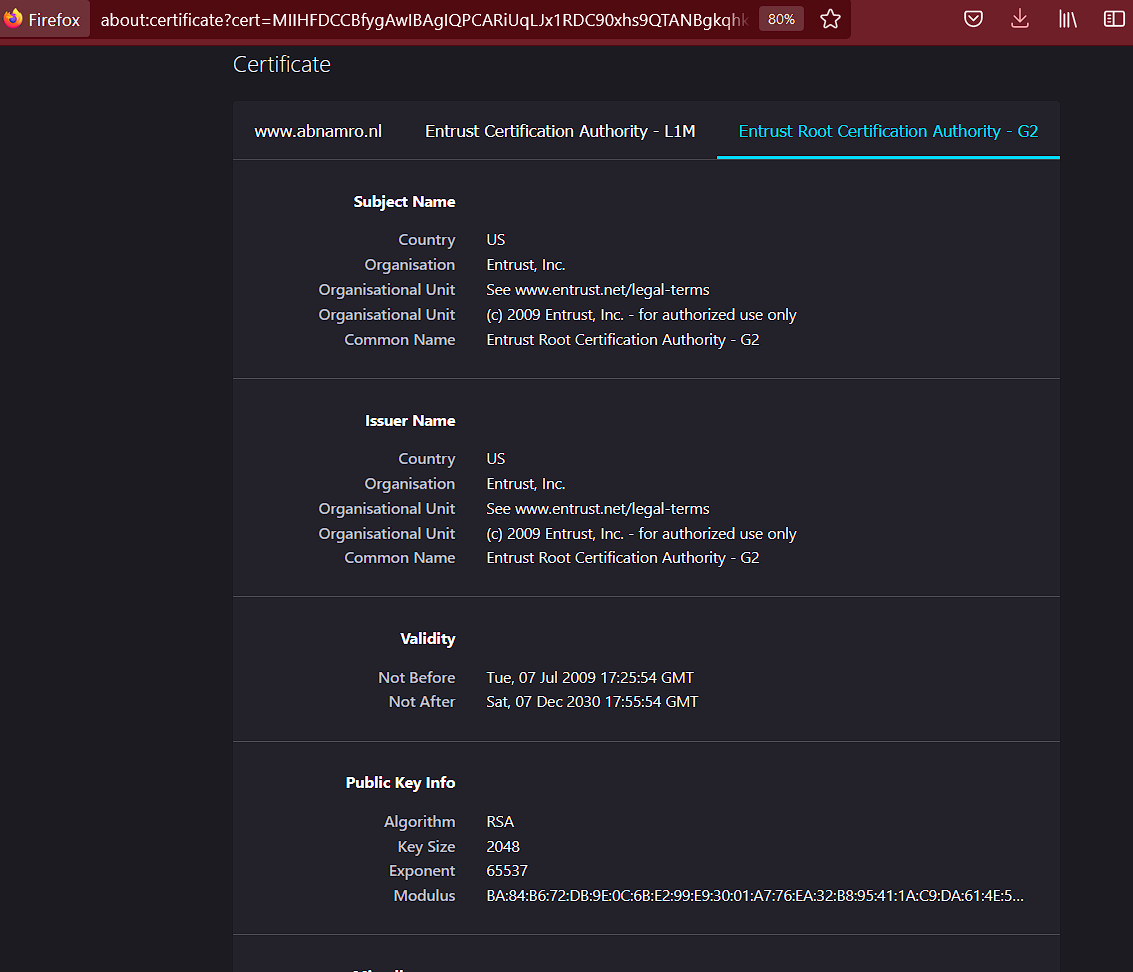 Firefox about:certificate?cert=MIIHFDCCBfygAwIBAgIQPCARiUqLJx1RDC90xhs9QTANBgkqhk 80%
Certificate
www.abnamro.nl Entrust Certification Authority - L1M Entrust Root Certification Authority - G2
Subject Name
Country US
Organisation Entrust, Inc.
Organisational Unit See www.entrust.net/legal-terms
Organisational Unit (c) 2009 Entrust, Inc. - for authorized use only
Common Name Entrust Root Certification Authority - G2
Issuer Name
Country US
Organisation Entrust, Inc.
Organisational Unit See www.entrust.net/legal-terms
Organisational Unit (c) 2009 Entrust, Inc. - for authorized use only
Common Name Entrust Root Certification Authority - G2
Validity
Not Before Tue, 07 Jul 2009 17:25:54 GMT
Not After Sat, 07 Dec 2030 17:55:54 GMT
Public Key Info
Algorithm RSA
Key Size 2048
Exponent 65537
Modulus BA:84:B6:72:DB:9E:0C:6B:E2:99:E9:30:01:A7:76:EA:32:B8:95:41:1A:C9:DA:61:4E:5...